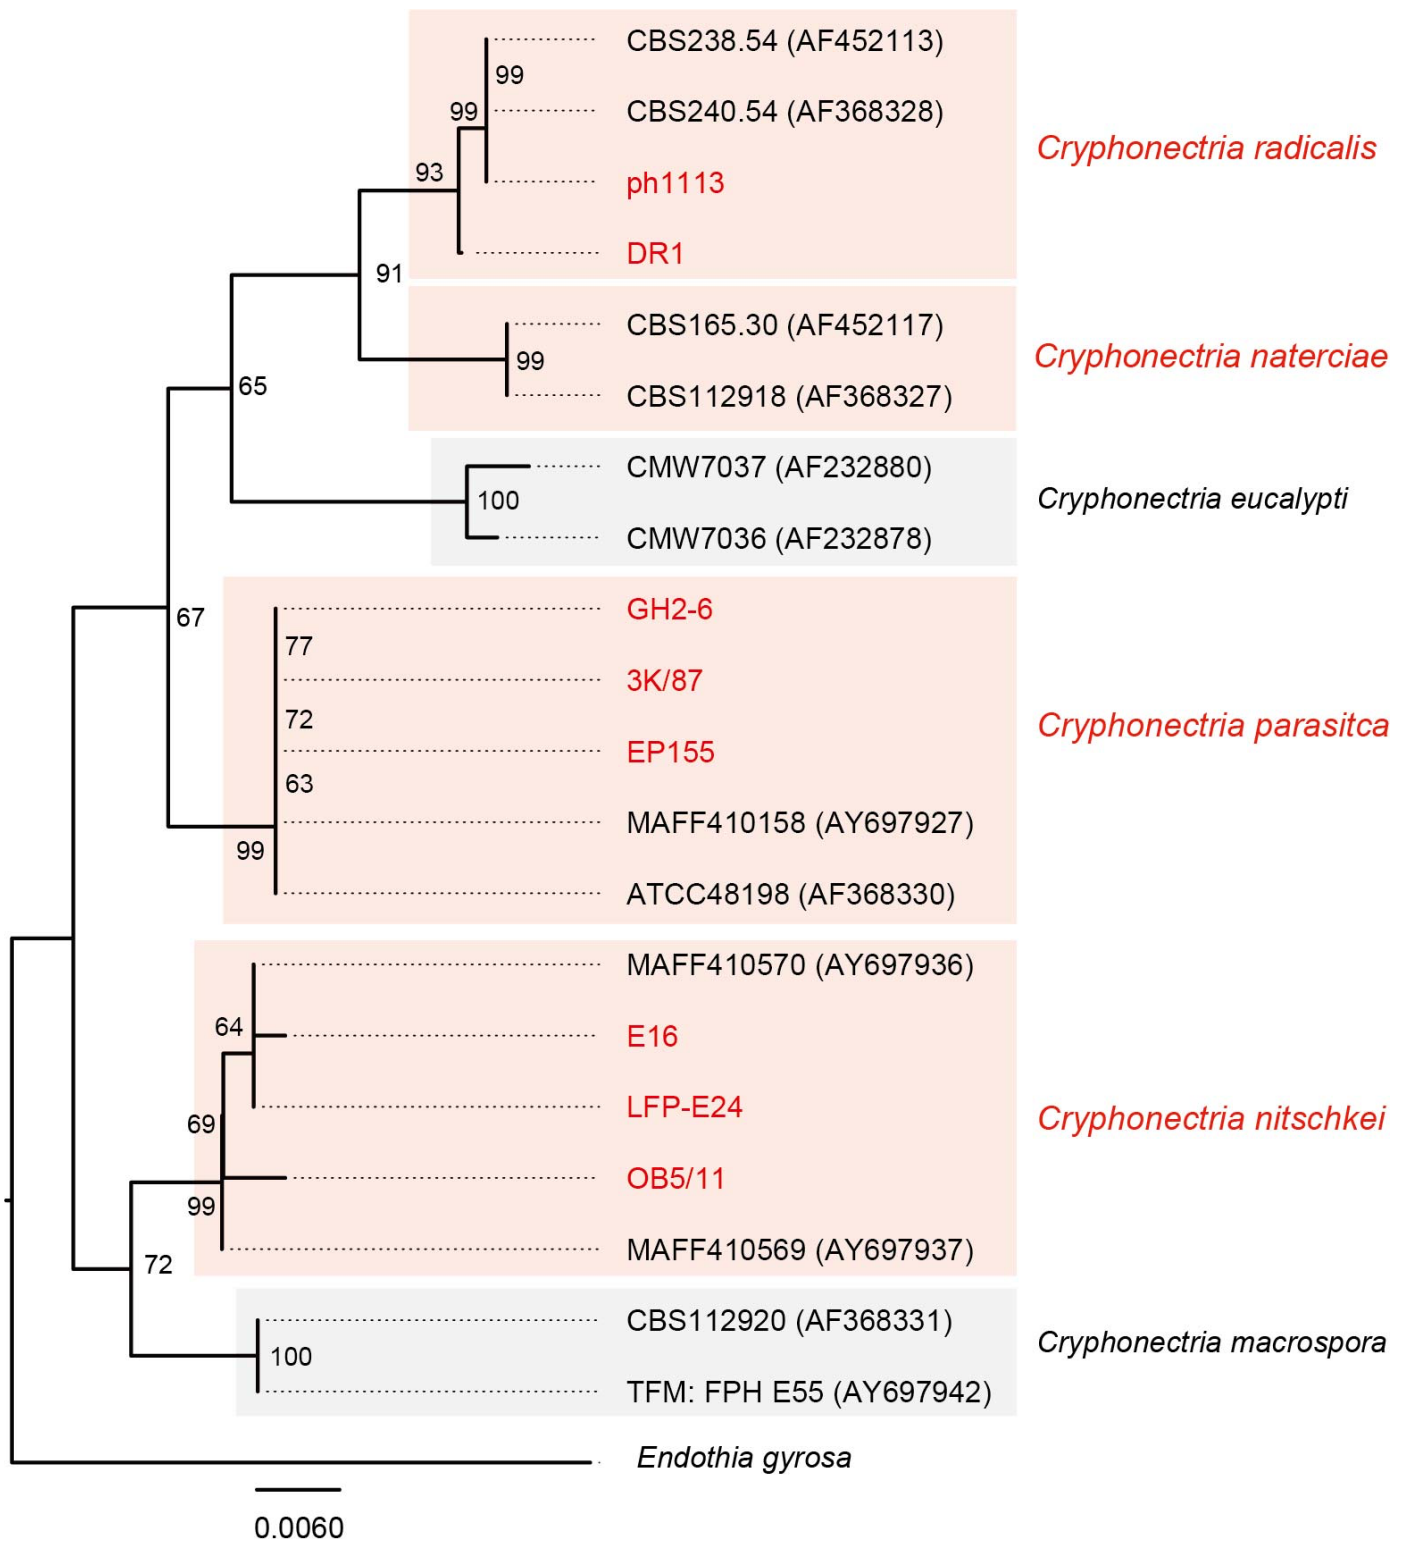 CBS238.54 (AF452113)
99
99
CBS240.54 (AF368328)
Cryphonectria radicalis
93
ph1113
DR1
91
CBS165.30 (AF452117)
99
Cryphonectria naterciae
65
CBS112918 (AF368327)
CMW7037 (AF232880)
100
Cryphonectria eucalypti
CMW7036 (AF232878)
67
GH2-6
77
3K/87
72
Cryphonectria parasitca
EP155
63
MAFF410158 (AY697927)
99
ATCC48198 (AF368330)
MAFF410570 (AY697936)
64
E16
LFP-E24
69
Cryphonectria nitschkei
OB5/11
99
MAFF410569 (AY697937)
72
CBS112920 (AF368331)
100
Cryphonectria macrospora
TFM: FPH E55 (AY697942)
Endothia gyrosa
0.0060